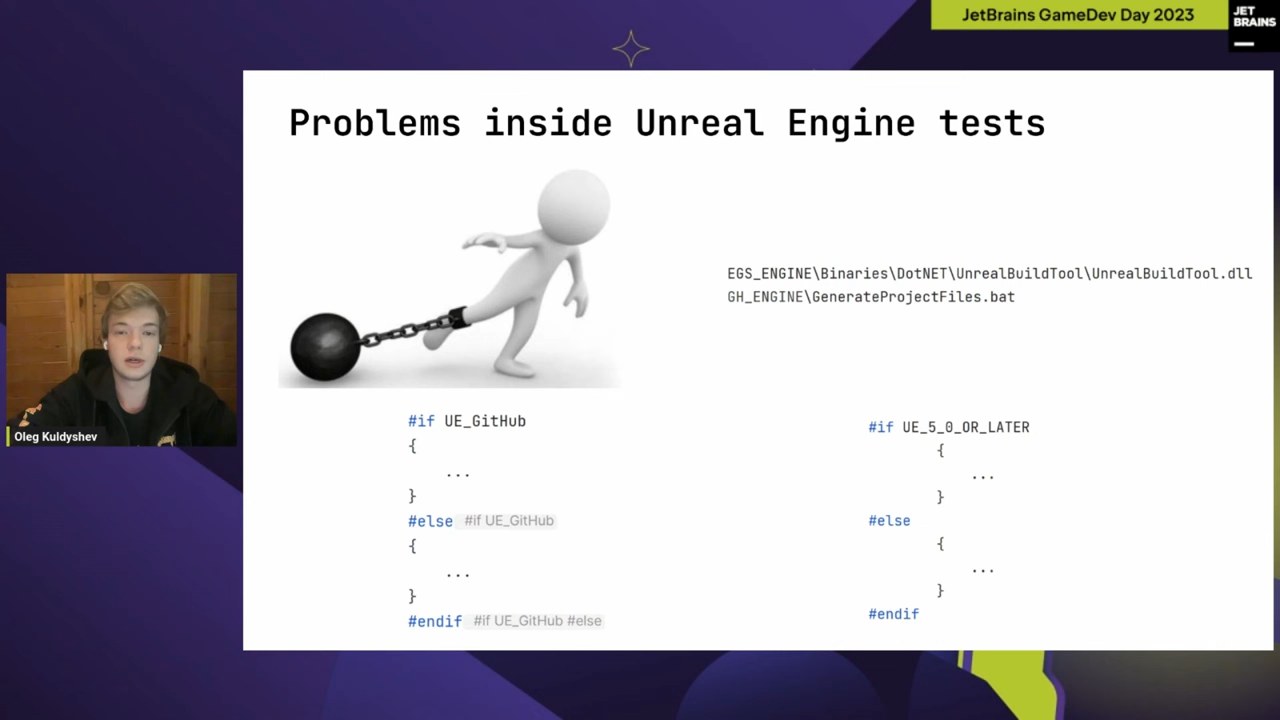 JetBrains GameDev Day 2023
JET
BRAINS
Problems inside Unreal Engine tests
EGS_ENGINE\Binaries\DotNET\UnrealBuildTool\UnrealBuildTool.dll
GH_ENGINE\GenerateProjectFiles.bat
Oleg Kuldyshev
#if UE_GitHub
{
...
}
#else #if UE_GitHub
{
...
}
#endif #if UE_GitHub #else
#if UE_5_0_OR_LATER
{
...
}
#else
{
...
}
#endif